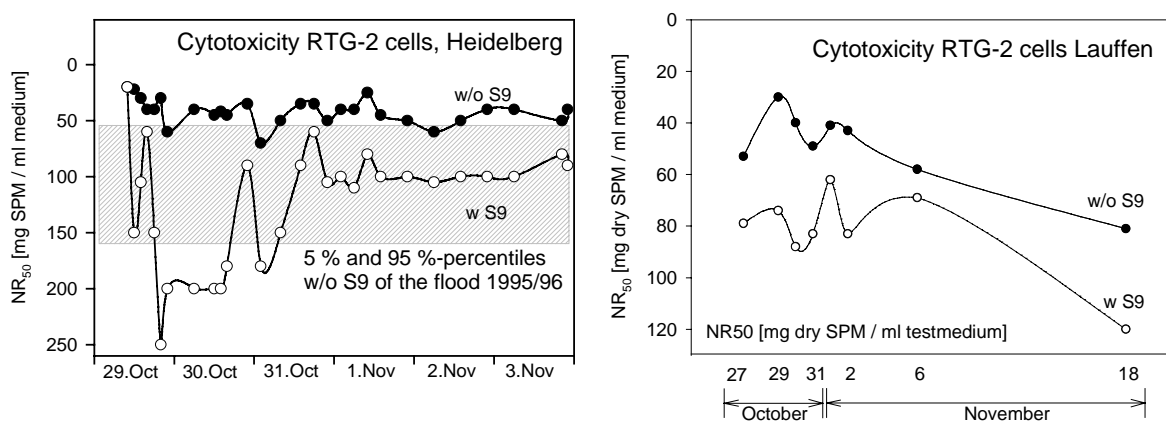 Cytotoxicity RTG-2 cells, Heidelberg
NR50 [mg SPM / ml medium]
0
50
100
150
200
250
w/o S9
w S9
5 % and 95 %-percentiles
w/o S9 of the flood 1995/96
29.Oct 30.Oct 31.Oct 1.Nov 2.Nov 3.Nov
Cytotoxicity RTG-2 cells Lauffen
NR50 [mg dry SPM / ml medium]
0
20
40
60
80
100
120
w/o S9
w S9
NR50 [mg dry SPM / ml testmedium]
27 29 31 2 6 18
October November